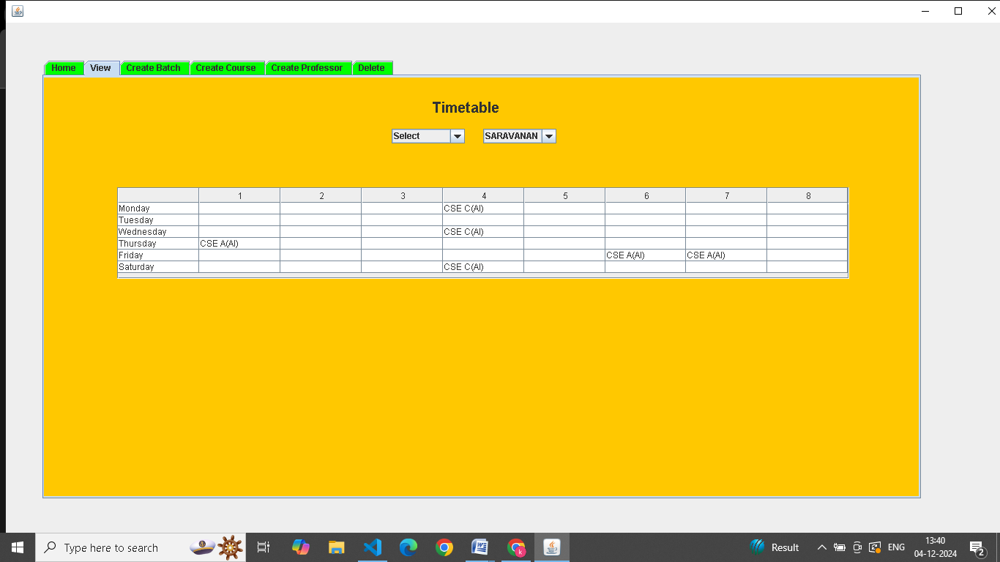 Home View Create Batch Create Course Create Professor Delete
Timetable
Select SARAVANAN
1 2 3 4 5 6 7 8
Monday CSE C(AI)
Tuesday
Wednesday CSE C(AI)
Thursday CSE A(AI)
Friday CSE A(AI) CSE A(AI)
Saturday CSE C(AI)
Type here to search
Result
ENG
13:40
04-12-2024
2
k